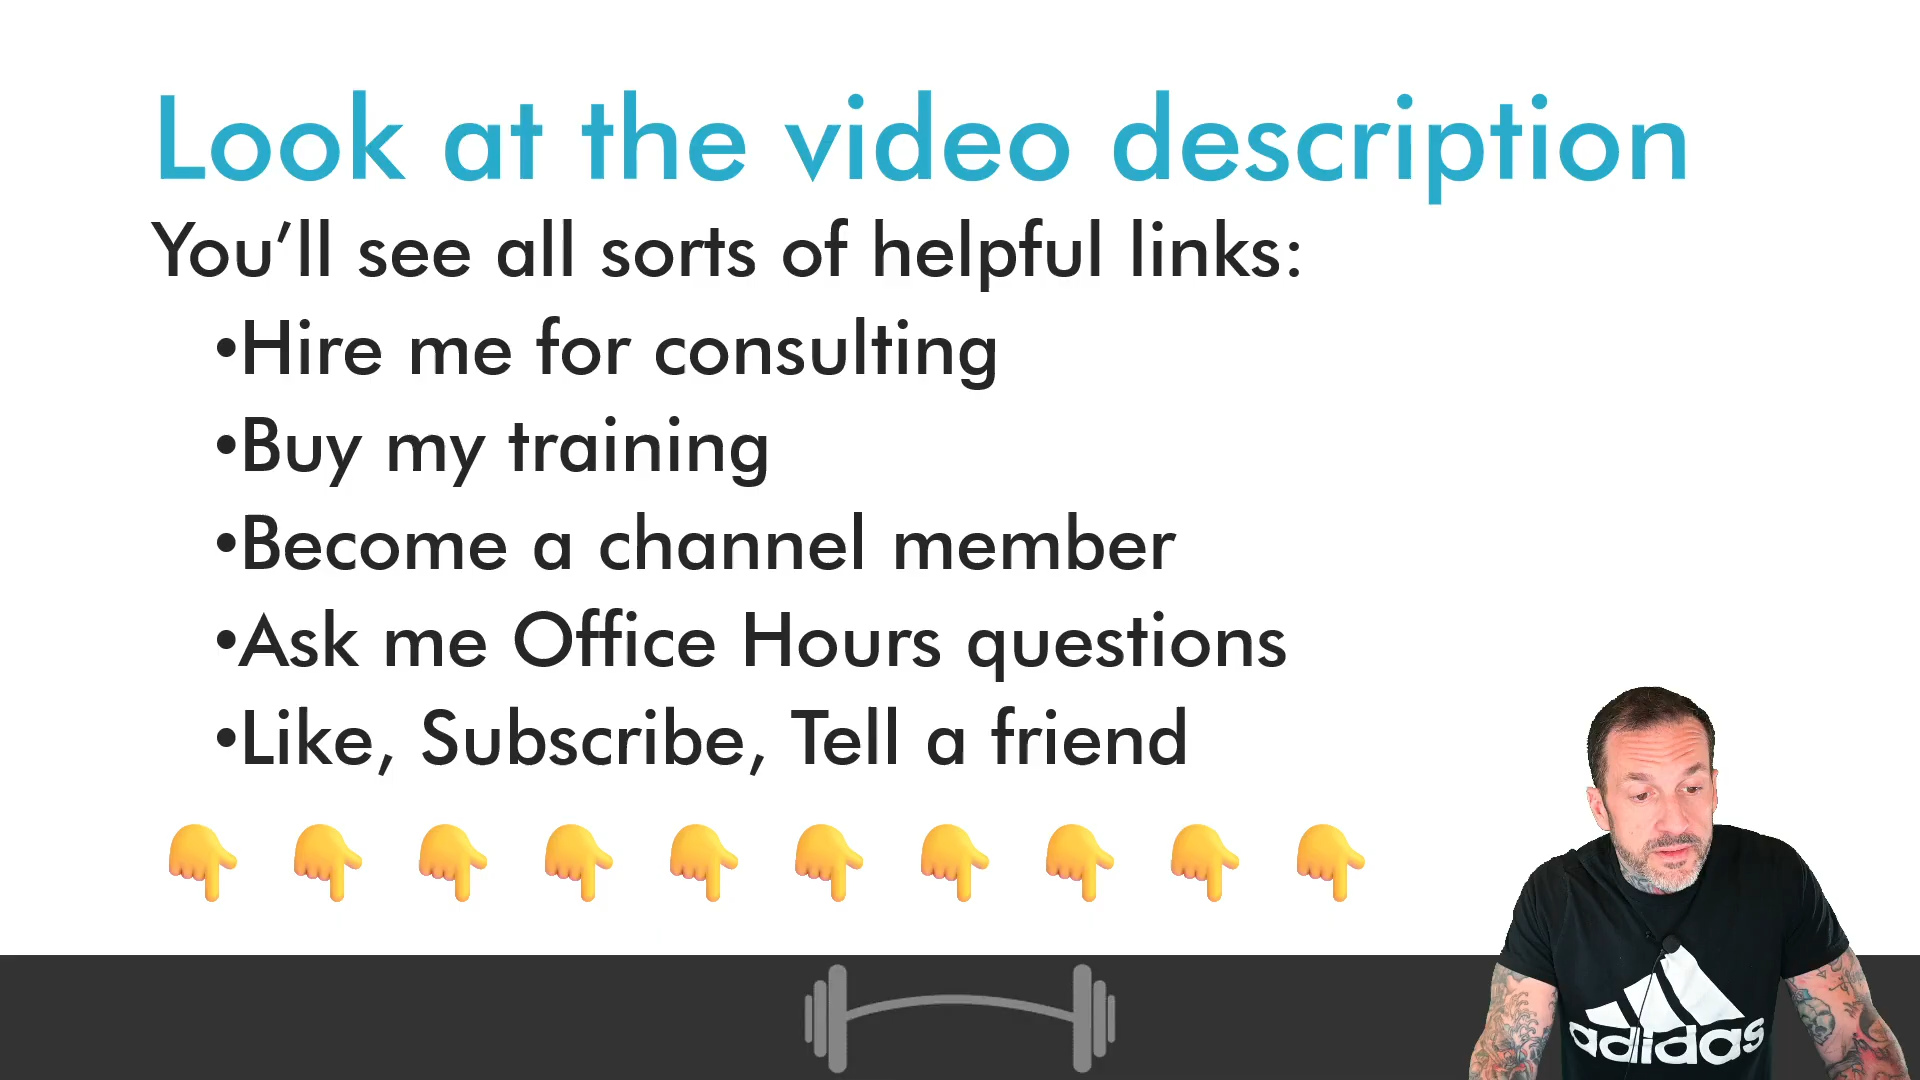 Look at the video description
You’ll see all sorts of helpful links:
•Hire me for consulting
•Buy my training
•Become a channel member
•Ask me Office Hours questions
•Like, Subscribe, Tell a friend
adidas